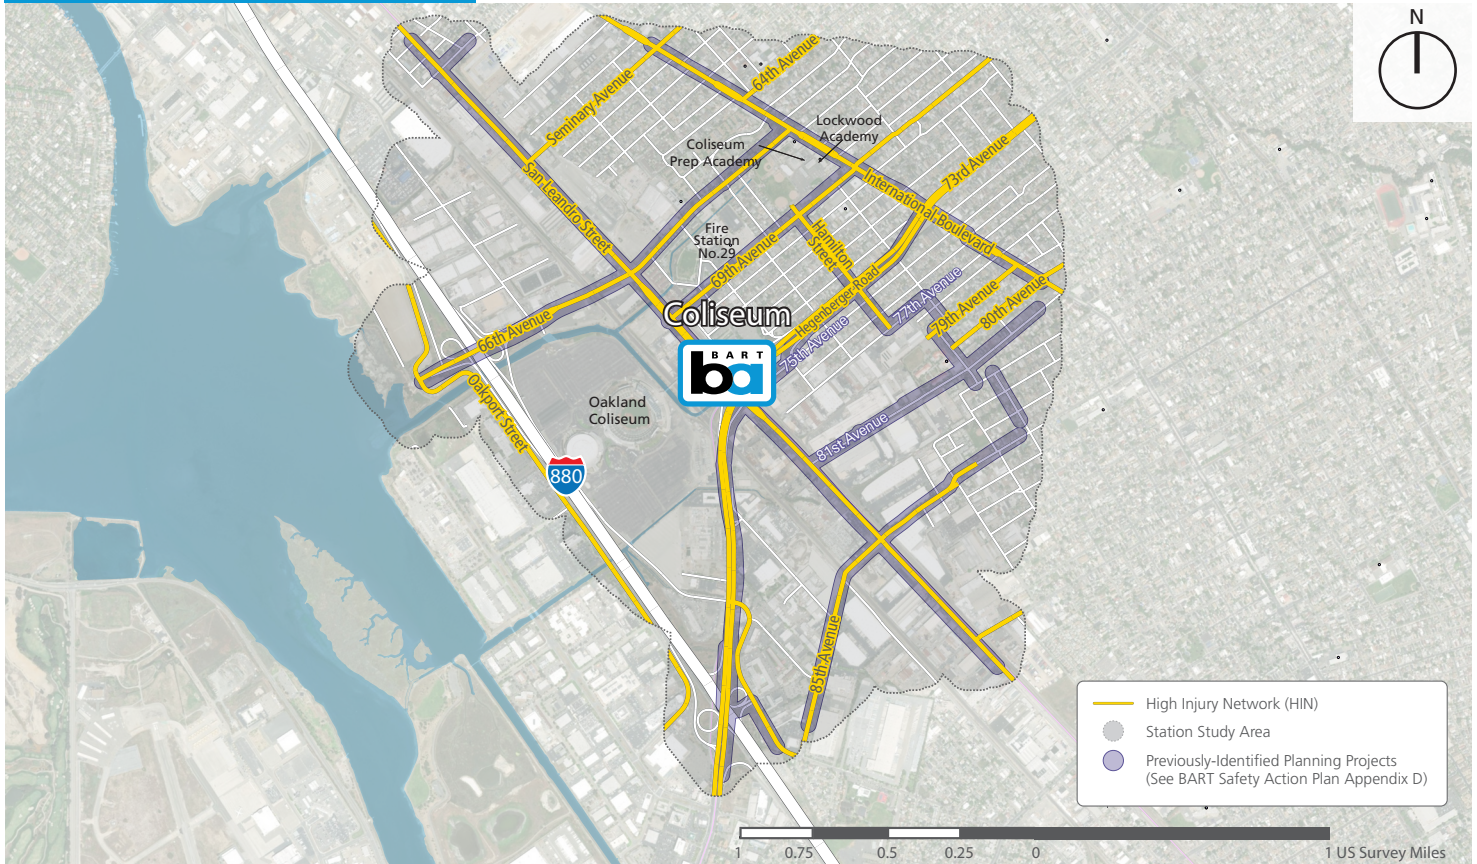 N
64th Avenue
Seminary Avenue
Lockwood
Academy
Coliseum
Prep Academy
73rd Avenue
San Leandro Street
International Boulevard
Fire
Station
No.29
Hamilton
Street
69th Avenue
Hegenberger Road
77th Avenue
79th Avenue
80th Avenue
Coliseum
75th Avenue
66th Avenue
BART
ba
Oakport Street
Oakland
Coliseum
81st Avenue
880
85th Avenue
High Injury Network (HIN)
Station Study Area
Previously-Identified Planning Projects
(See BART Safety Action Plan Appendix D)
1 0.75 0.5 0.25 0 1 US Survey Miles